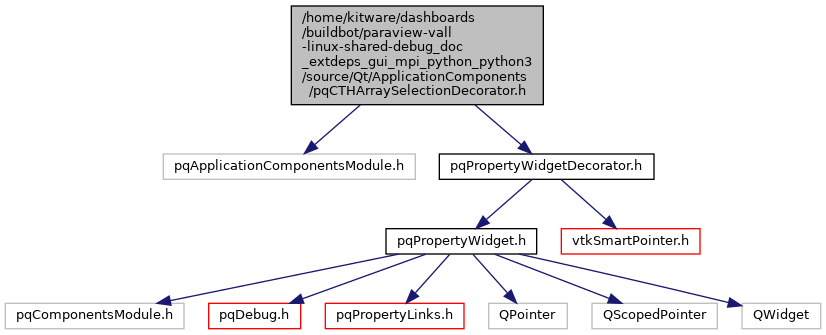 /home/kitware/dashboards
/buildbot/paraview-vall
-linux-shared-debug_doc
_extdeps_gui_mpi_python_python3
/source/Qt/ApplicationComponents
/pqCTHArraySelectionDecorator.h
pqApplicationComponentsModule.h
pqPropertyWidgetDecorator.h
pqPropertyWidget.h
vtkSmartPointer.h
pqComponentsModule.h
pqDebug.h
pqPropertyLinks.h
QPointer
QScopedPointer
QWidget